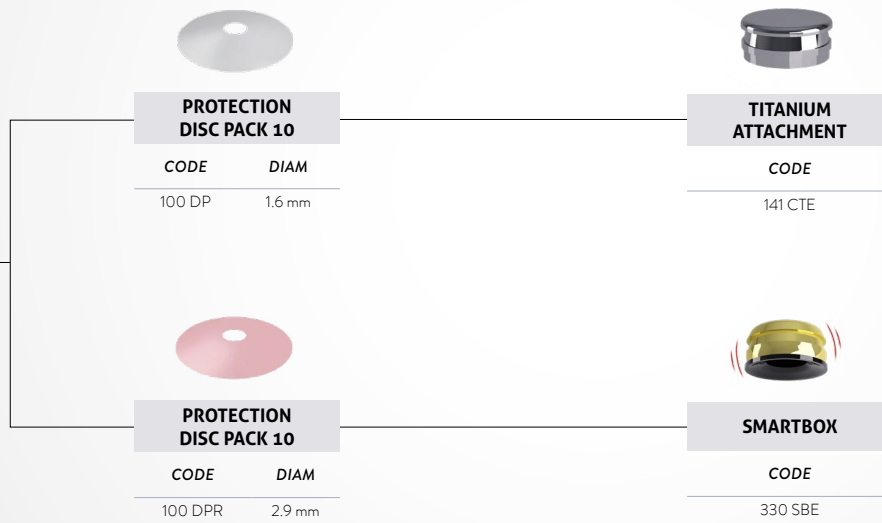 PROTECTION
DISC PACK 10
CODE DIAM
100 DP 1.6 mm
TITANIUM
ATTACHMENT
CODE
141 CTE
PROTECTION
DISC PACK 10
CODE DIAM
100 DPR 2.9 mm
SMARTBOX
CODE
330 SBE